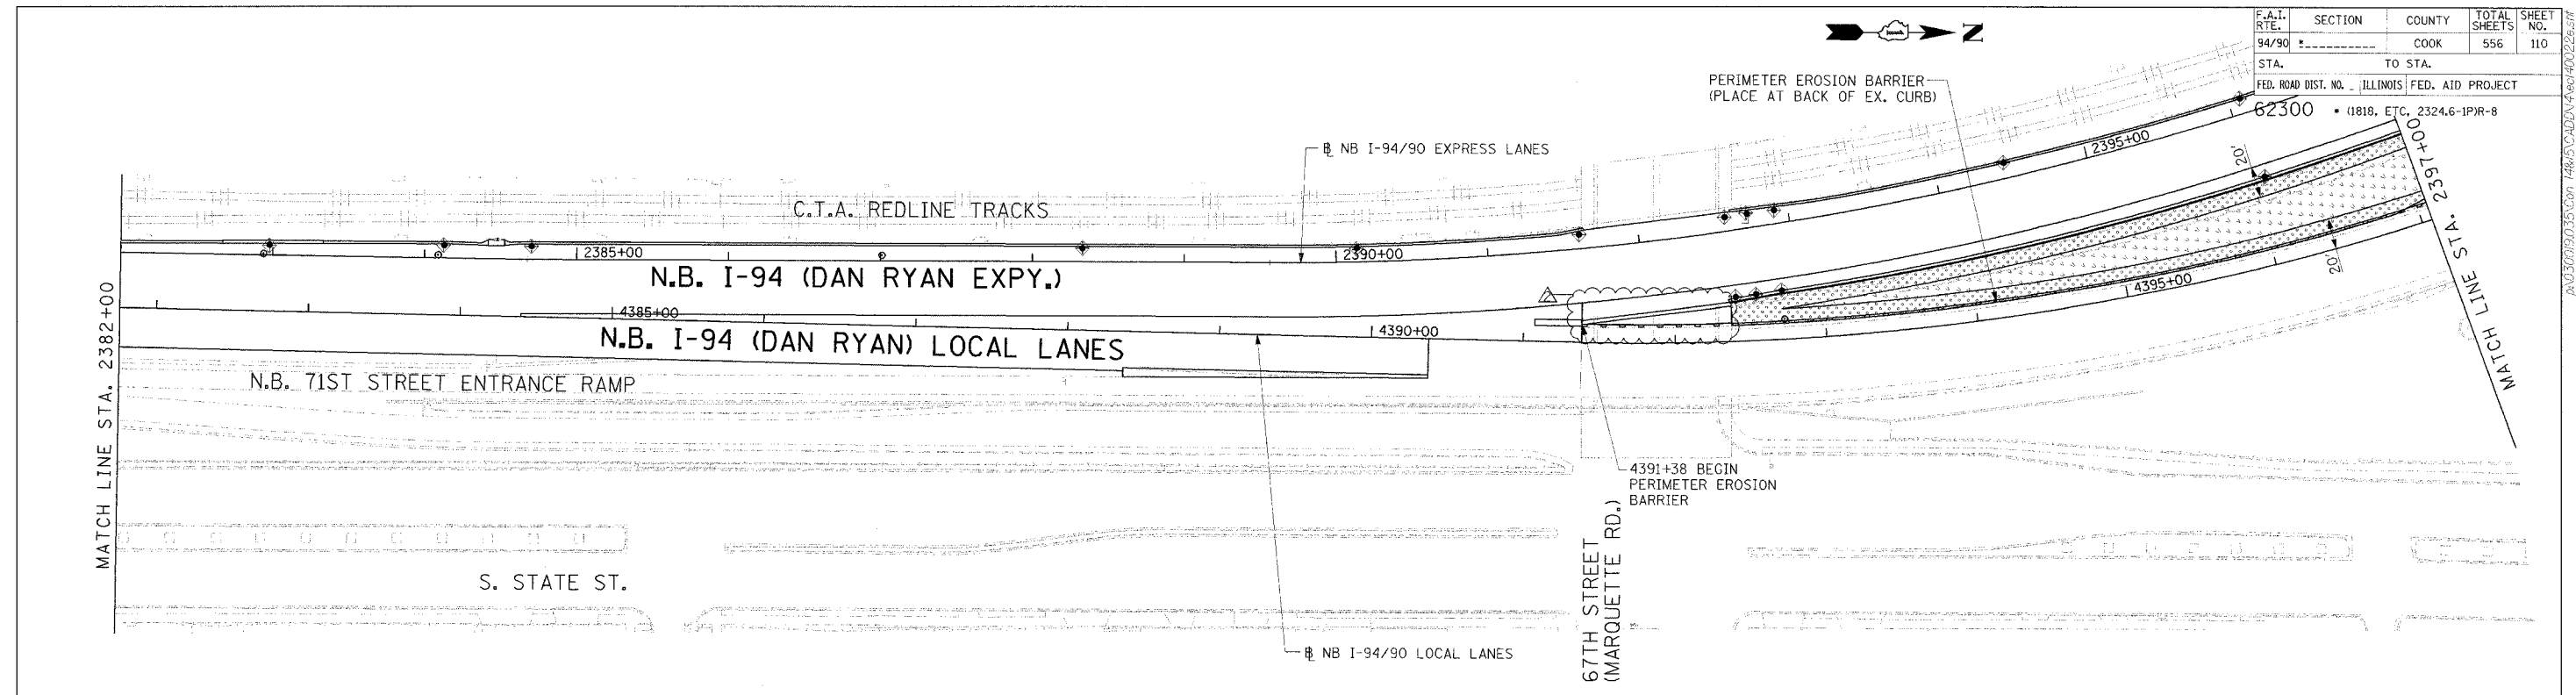 N
F.A.I. RTE. SECTION COUNTY TOTAL SHEETS SHEET NO.
94/90 *___________ COOK 556 110
STA. TO STA.
FED. ROAD DIST. NO. _ ILLINOIS FED. AID PROJECT
62300 * (1818, ETC, 2324.6-1P)R-8
PERIMETER EROSION BARRIER
(PLACE AT BACK OF EX. CURB)
℄ NB I-94/90 EXPRESS LANES
2395+00
20'
C.T.A. REDLINE TRACKS
2385+00
2390+00
N.B. I-94 (DAN RYAN EXPY.)
4395+00
20'
4385+00
4390+00
N.B. I-94 (DAN RYAN) LOCAL LANES
N.B. 71ST STREET ENTRANCE RAMP
MATCH LINE STA. 2382+00
MATCH LINE STA. 2397+00
4391+38 BEGIN
PERIMETER EROSION
BARRIER
67TH STREET
(MARQUETTE RD.)
S. STATE ST.
℄ NB I-94/90 LOCAL LANES